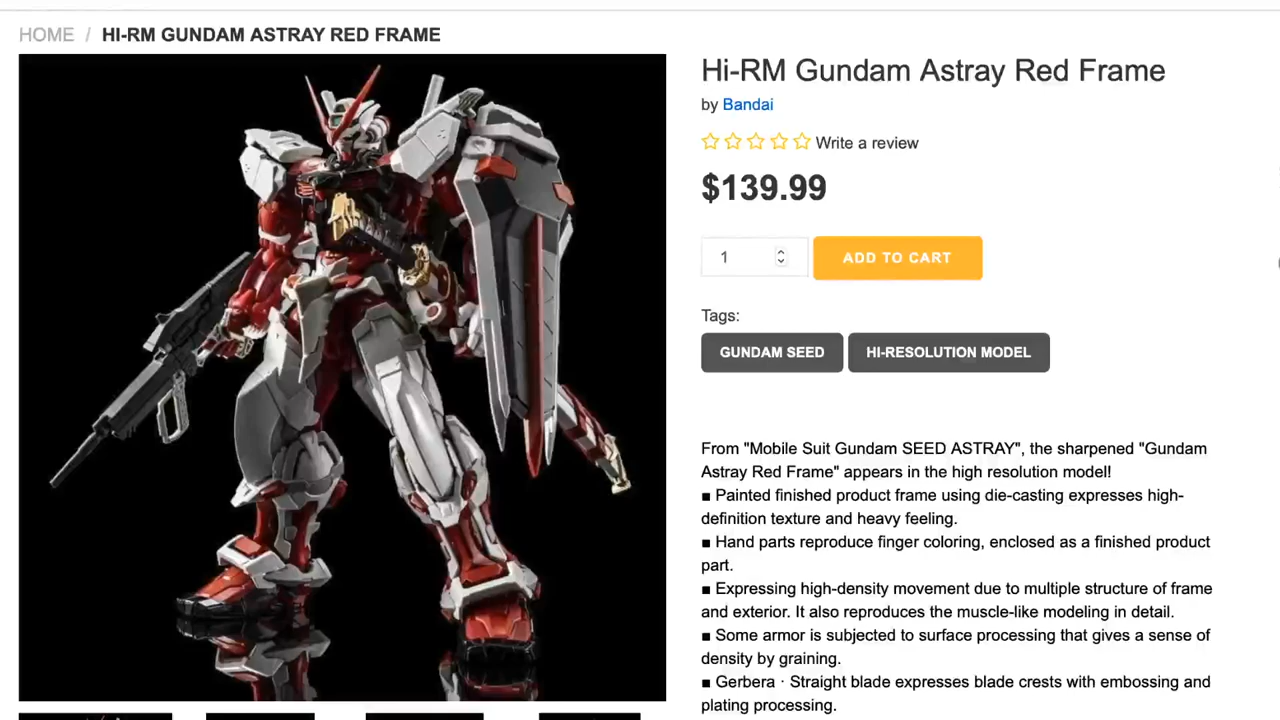 HOME / HI-RM GUNDAM ASTRAY RED FRAME
Hi-RM Gundam Astray Red Frame
by Bandai
Write a review
$139.99
1
ADD TO CART
Tags:
GUNDAM SEED
HI-RESOLUTION MODEL
From "Mobile Suit Gundam SEED ASTRAY", the sharpened "Gundam
Astray Red Frame" appears in the high resolution model!
■ Painted finished product frame using die-casting expresses high-
definition texture and heavy feeling.
■ Hand parts reproduce finger coloring, enclosed as a finished product
part.
■ Expressing high-density movement due to multiple structure of frame
and exterior. It also reproduces the muscle-like modeling in detail.
■ Some armor is subjected to surface processing that gives a sense of
density by graining.
■ Gerbera · Straight blade expresses blade crests with embossing and
plating processing.